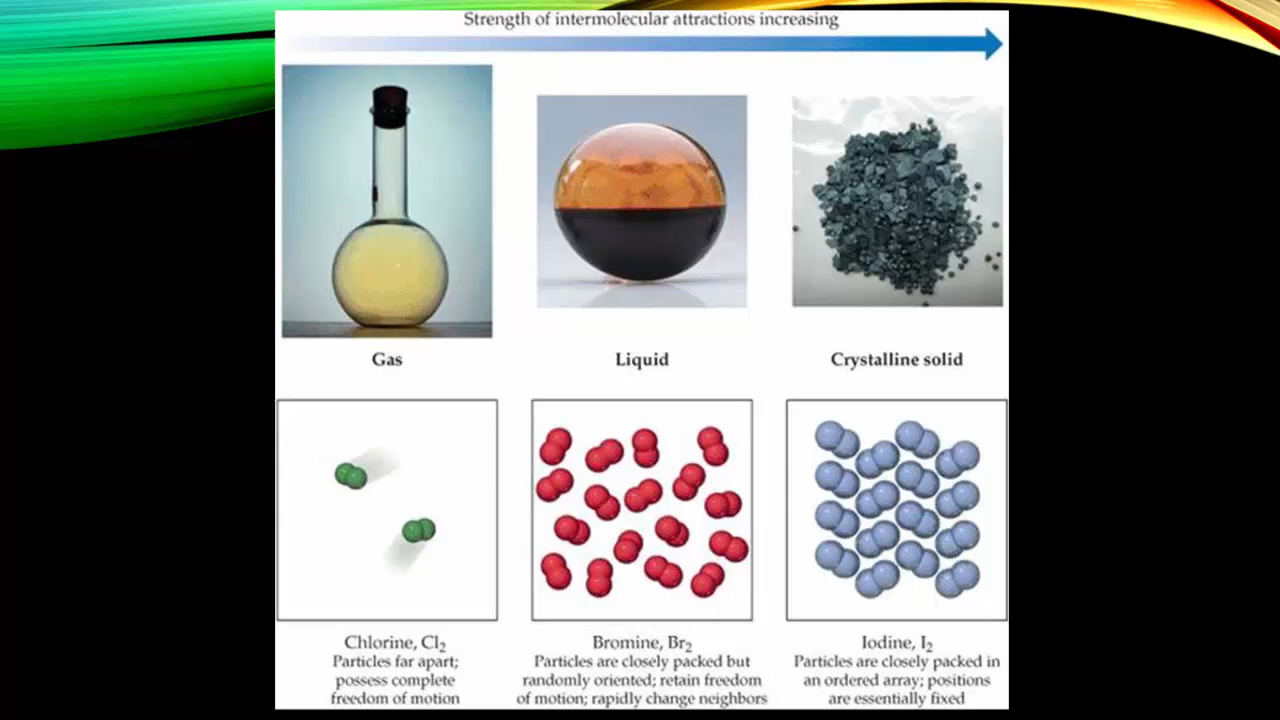 Strength of intermolecular attractions increasing
Gas
Liquid
Crystalline solid
Chlorine, Cl₂
Particles far apart;
possess complete
freedom of motion
Bromine, Br₂
Particles are closely packed but
randomly oriented; retain freedom
of motion; rapidly change neighbors
Iodine, I₂
Particles are closely packed in
an ordered array; positions
are essentially fixed